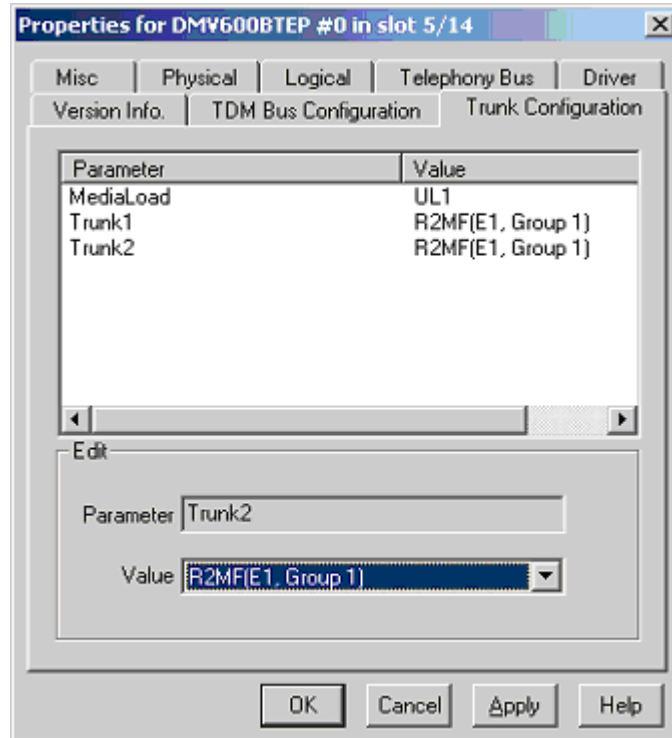 Properties for DMV600BTEP #0 in slot 5/14
Misc Physical Logical Telephony Bus Driver
Version Info. TDM Bus Configuration Trunk Configuration
Parameter Value
MediaLoad UL1
Trunk1 R2MF(E1, Group 1)
Trunk2 R2MF(E1, Group 1)
Edit
Parameter Trunk2
Value R2MF(E1, Group 1)
OK Cancel Apply Help